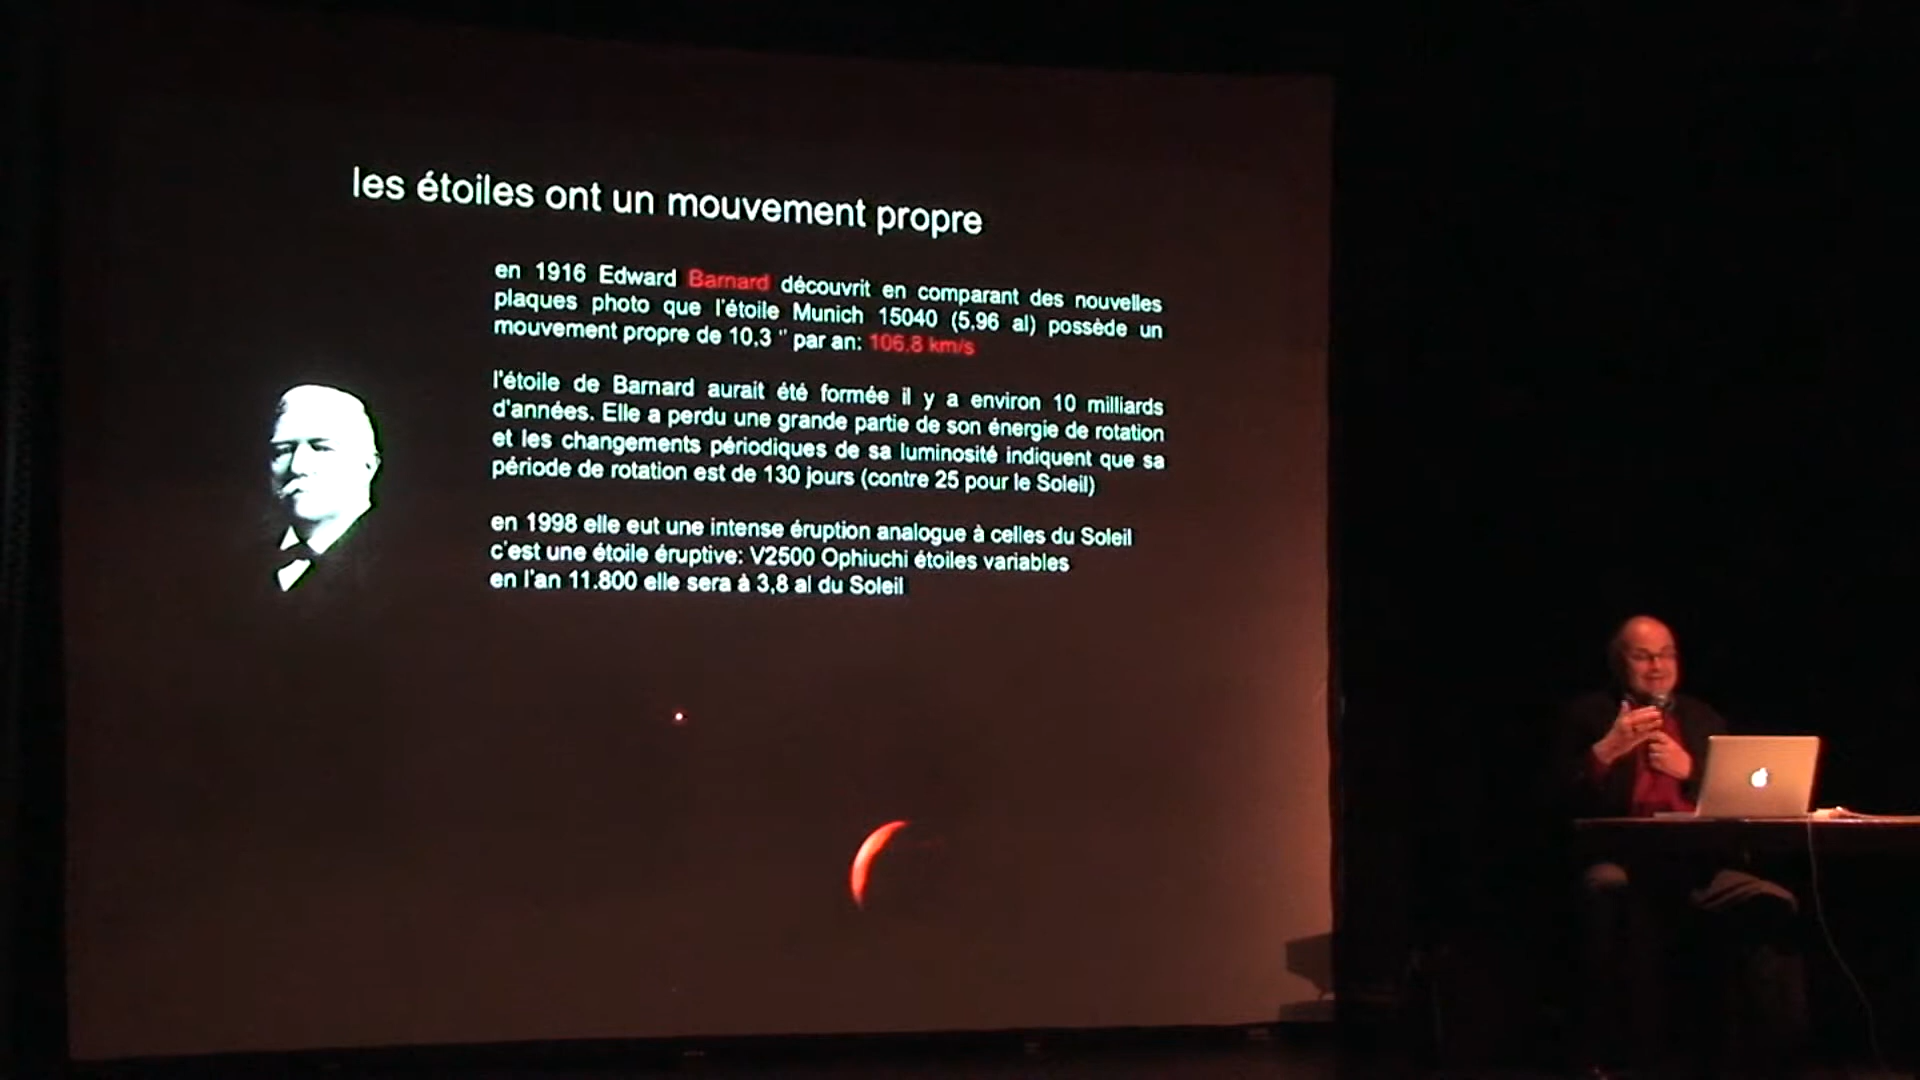 les étoiles ont un mouvement propre
en 1916 Edward Barnard découvrit en comparant des nouvelles
plaques photo que l'étoile Munich 15040 (5,96 al) possède un
mouvement propre de 10,3 '' par an: 106.8 km/s
l'étoile de Barnard aurait été formée il y a environ 10 milliards
d'années. Elle a perdu une grande partie de son énergie de rotation
et les changements périodiques de sa luminosité indiquent que sa
période de rotation est de 130 jours (contre 25 pour le Soleil)
en 1998 elle eut une intense éruption analogue à celles du Soleil
c'est une étoile éruptive: V2500 Ophiuchi étoiles variables
en l'an 11.800 elle sera à 3,8 al du Soleil